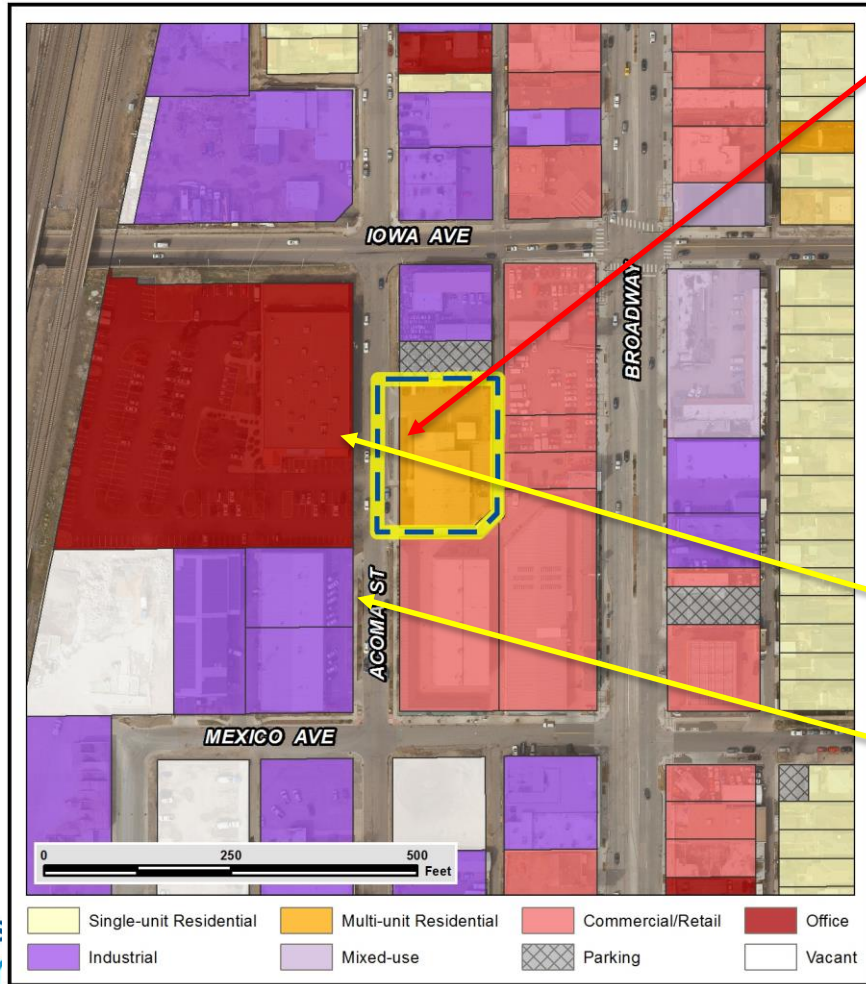 IOWA AVE
BROADWAY
ACOMA ST
MEXICO AVE
0 250 500
Feet
Single-unit Residential Multi-unit Residential Commercial/Retail Office
Industrial Mixed-use Parking Vacant